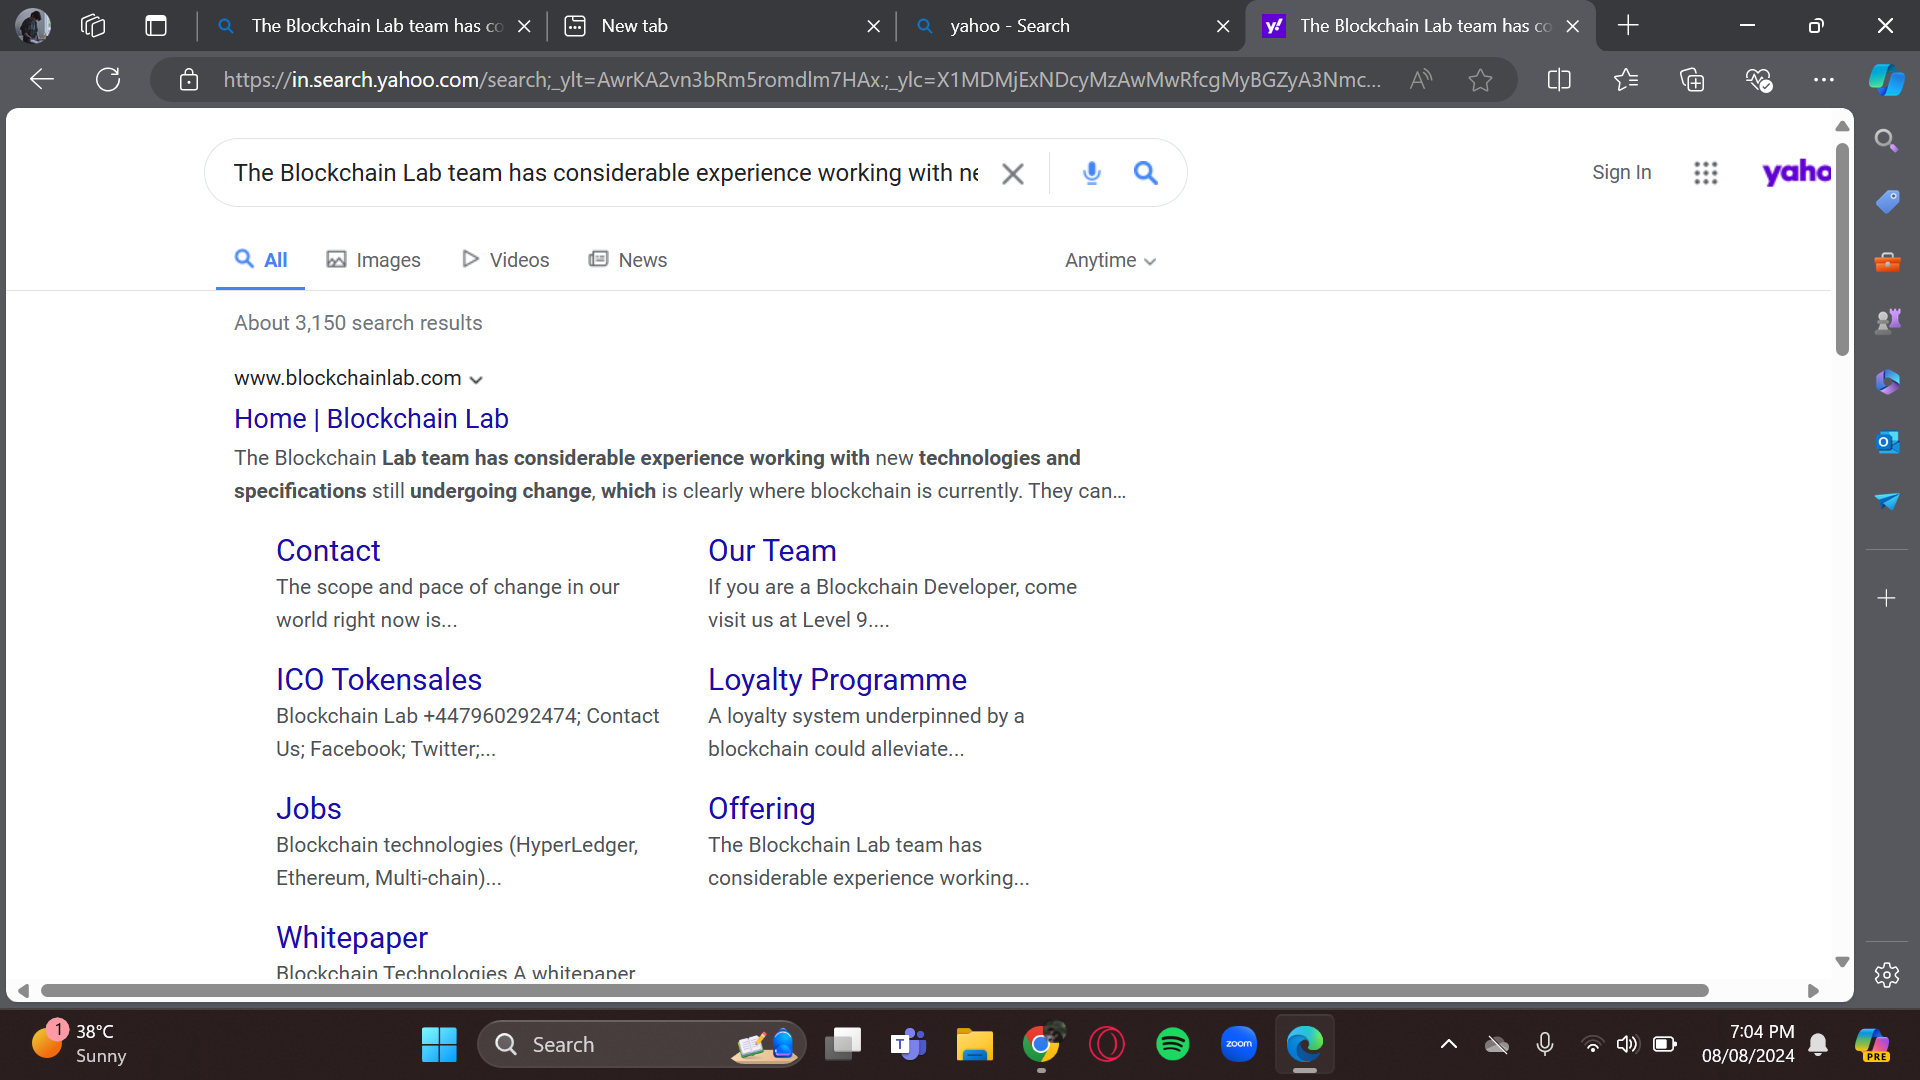 The Blockchain Lab team has co
New tab
yahoo - Search
The Blockchain Lab team has co
https://in.search.yahoo.com/search;_ylt=AwrKA2vn3bRm5romdlm7HAx.;_ylc=X1MDMjExNDcyMzAwMwRfcgMyBGZyA3Nmc...
The Blockchain Lab team has considerable experience working with ne
Sign In
yaho
All
Images
Videos
News
Anytime
About 3,150 search results
www.blockchainlab.com
Home | Blockchain Lab
The Blockchain Lab team has considerable experience working with new technologies and
specifications still undergoing change, which is clearly where blockchain is currently. They can...
Contact
The scope and pace of change in our
world right now is...
Our Team
If you are a Blockchain Developer, come
visit us at Level 9....
ICO Tokensales
Blockchain Lab +447960292474; Contact
Us; Facebook; Twitter;...
Loyalty Programme
A loyalty system underpinned by a
blockchain could alleviate...
Jobs
Blockchain technologies (HyperLedger,
Ethereum, Multi-chain)...
Offering
The Blockchain Lab team has
considerable experience working...
Whitepaper
Blockchain Technologies A whitepaper
1
38°C
Sunny
Search
zoom
7:04 PM
08/08/2024
PRE